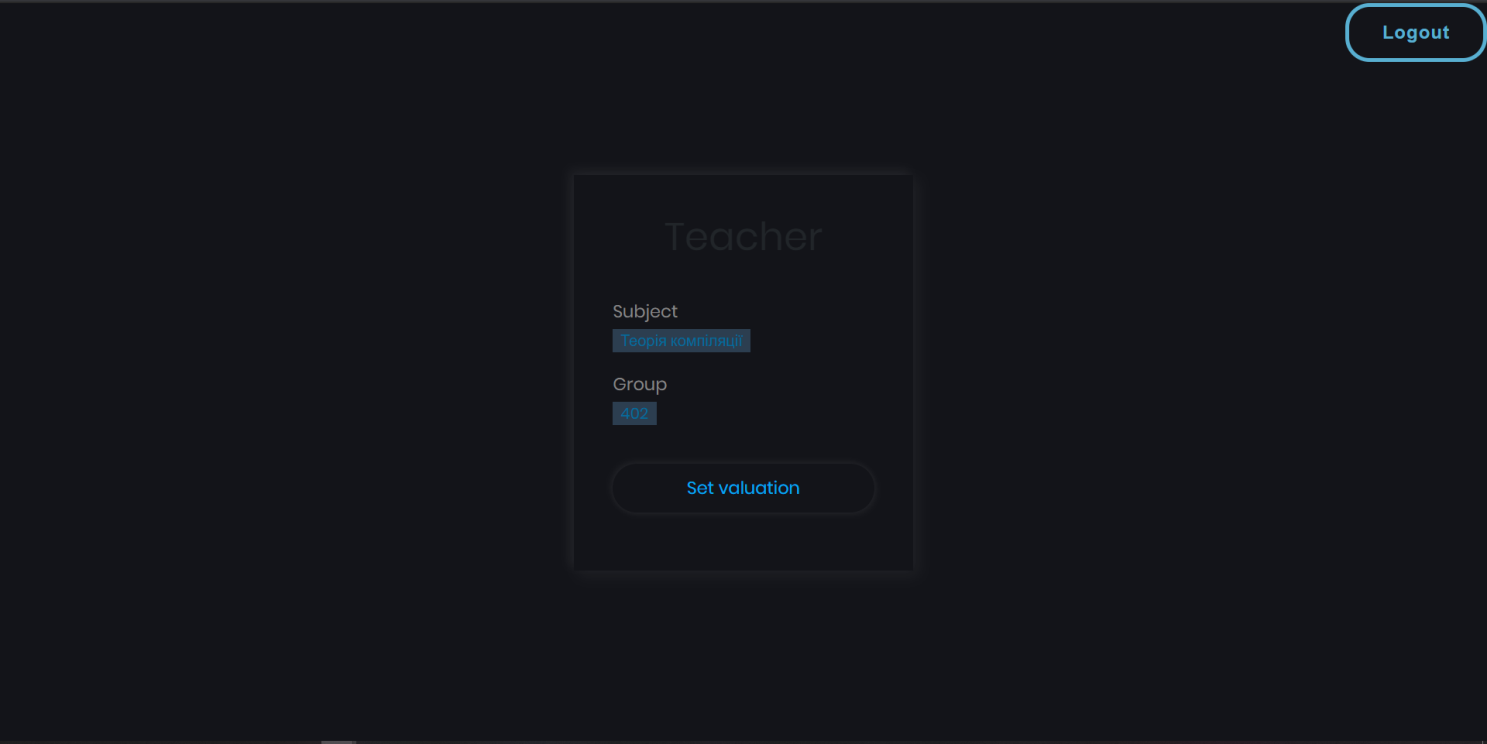 Logout
Teacher
Subject
Теорія компіляції
Group
402
Set valuation